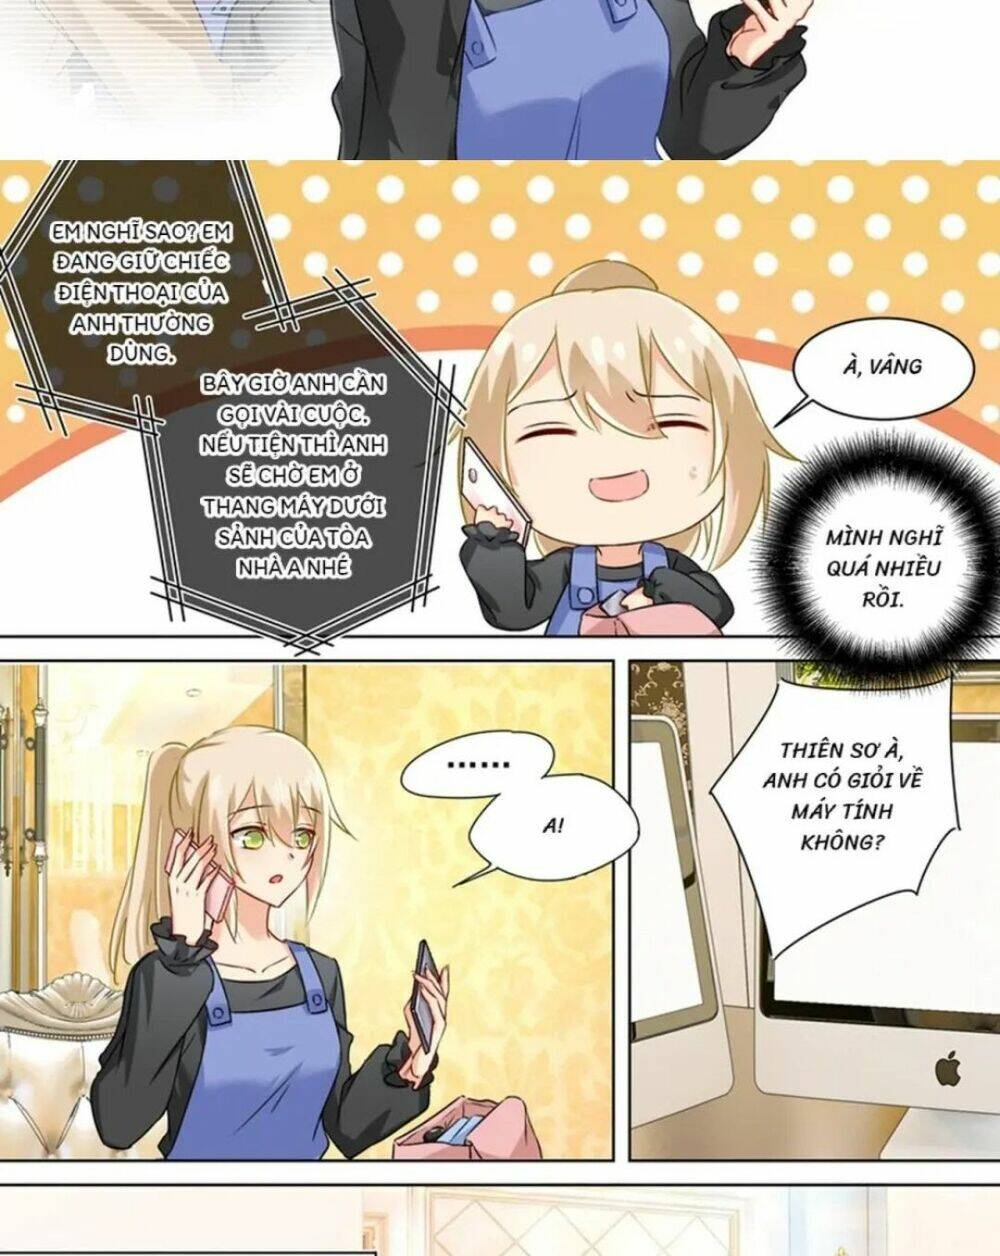 EM NGHĨ SAO? EM
ĐANG GIỮ CHIẾC
ĐIỆN THOẠI CỦA
ANH THƯỜNG
DÙNG.
BÂY GIỜ ANH CẦN
GỌI VÀI CUỘC.
NẾU TIỆN THÌ ANH
SẼ CHỜ EM Ở
THANG MÁY DƯỚI
SẢNH CỦA TÒA
NHÀ A NHÉ
À, VÂNG
MÌNH NGHĨ
QUÁ NHIỀU
RỒI.
......
A!
THIÊN SƠ À,
ANH CÓ GIỎI VỀ
MÁY TÍNH
KHÔNG?